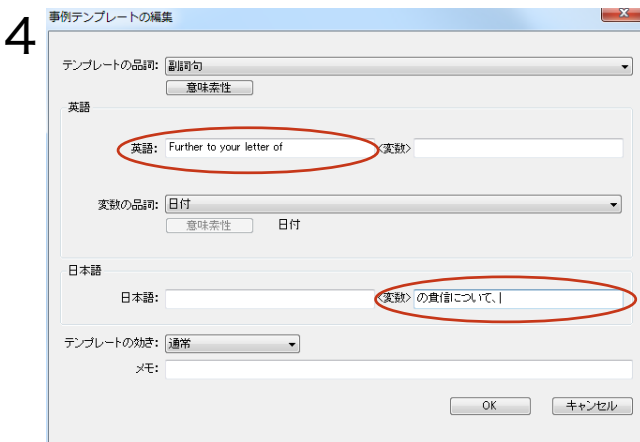 4
事例テンプレートの編集
テンプレートの品詞: 副詞句
意味素性
英語
英語: Further to your letter of <変数>
変数の品詞: 日付
意味素性 日付
日本語
日本語: <変数> の貴信について、
テンプレートの効き: 通常
メモ:
OK キャンセル